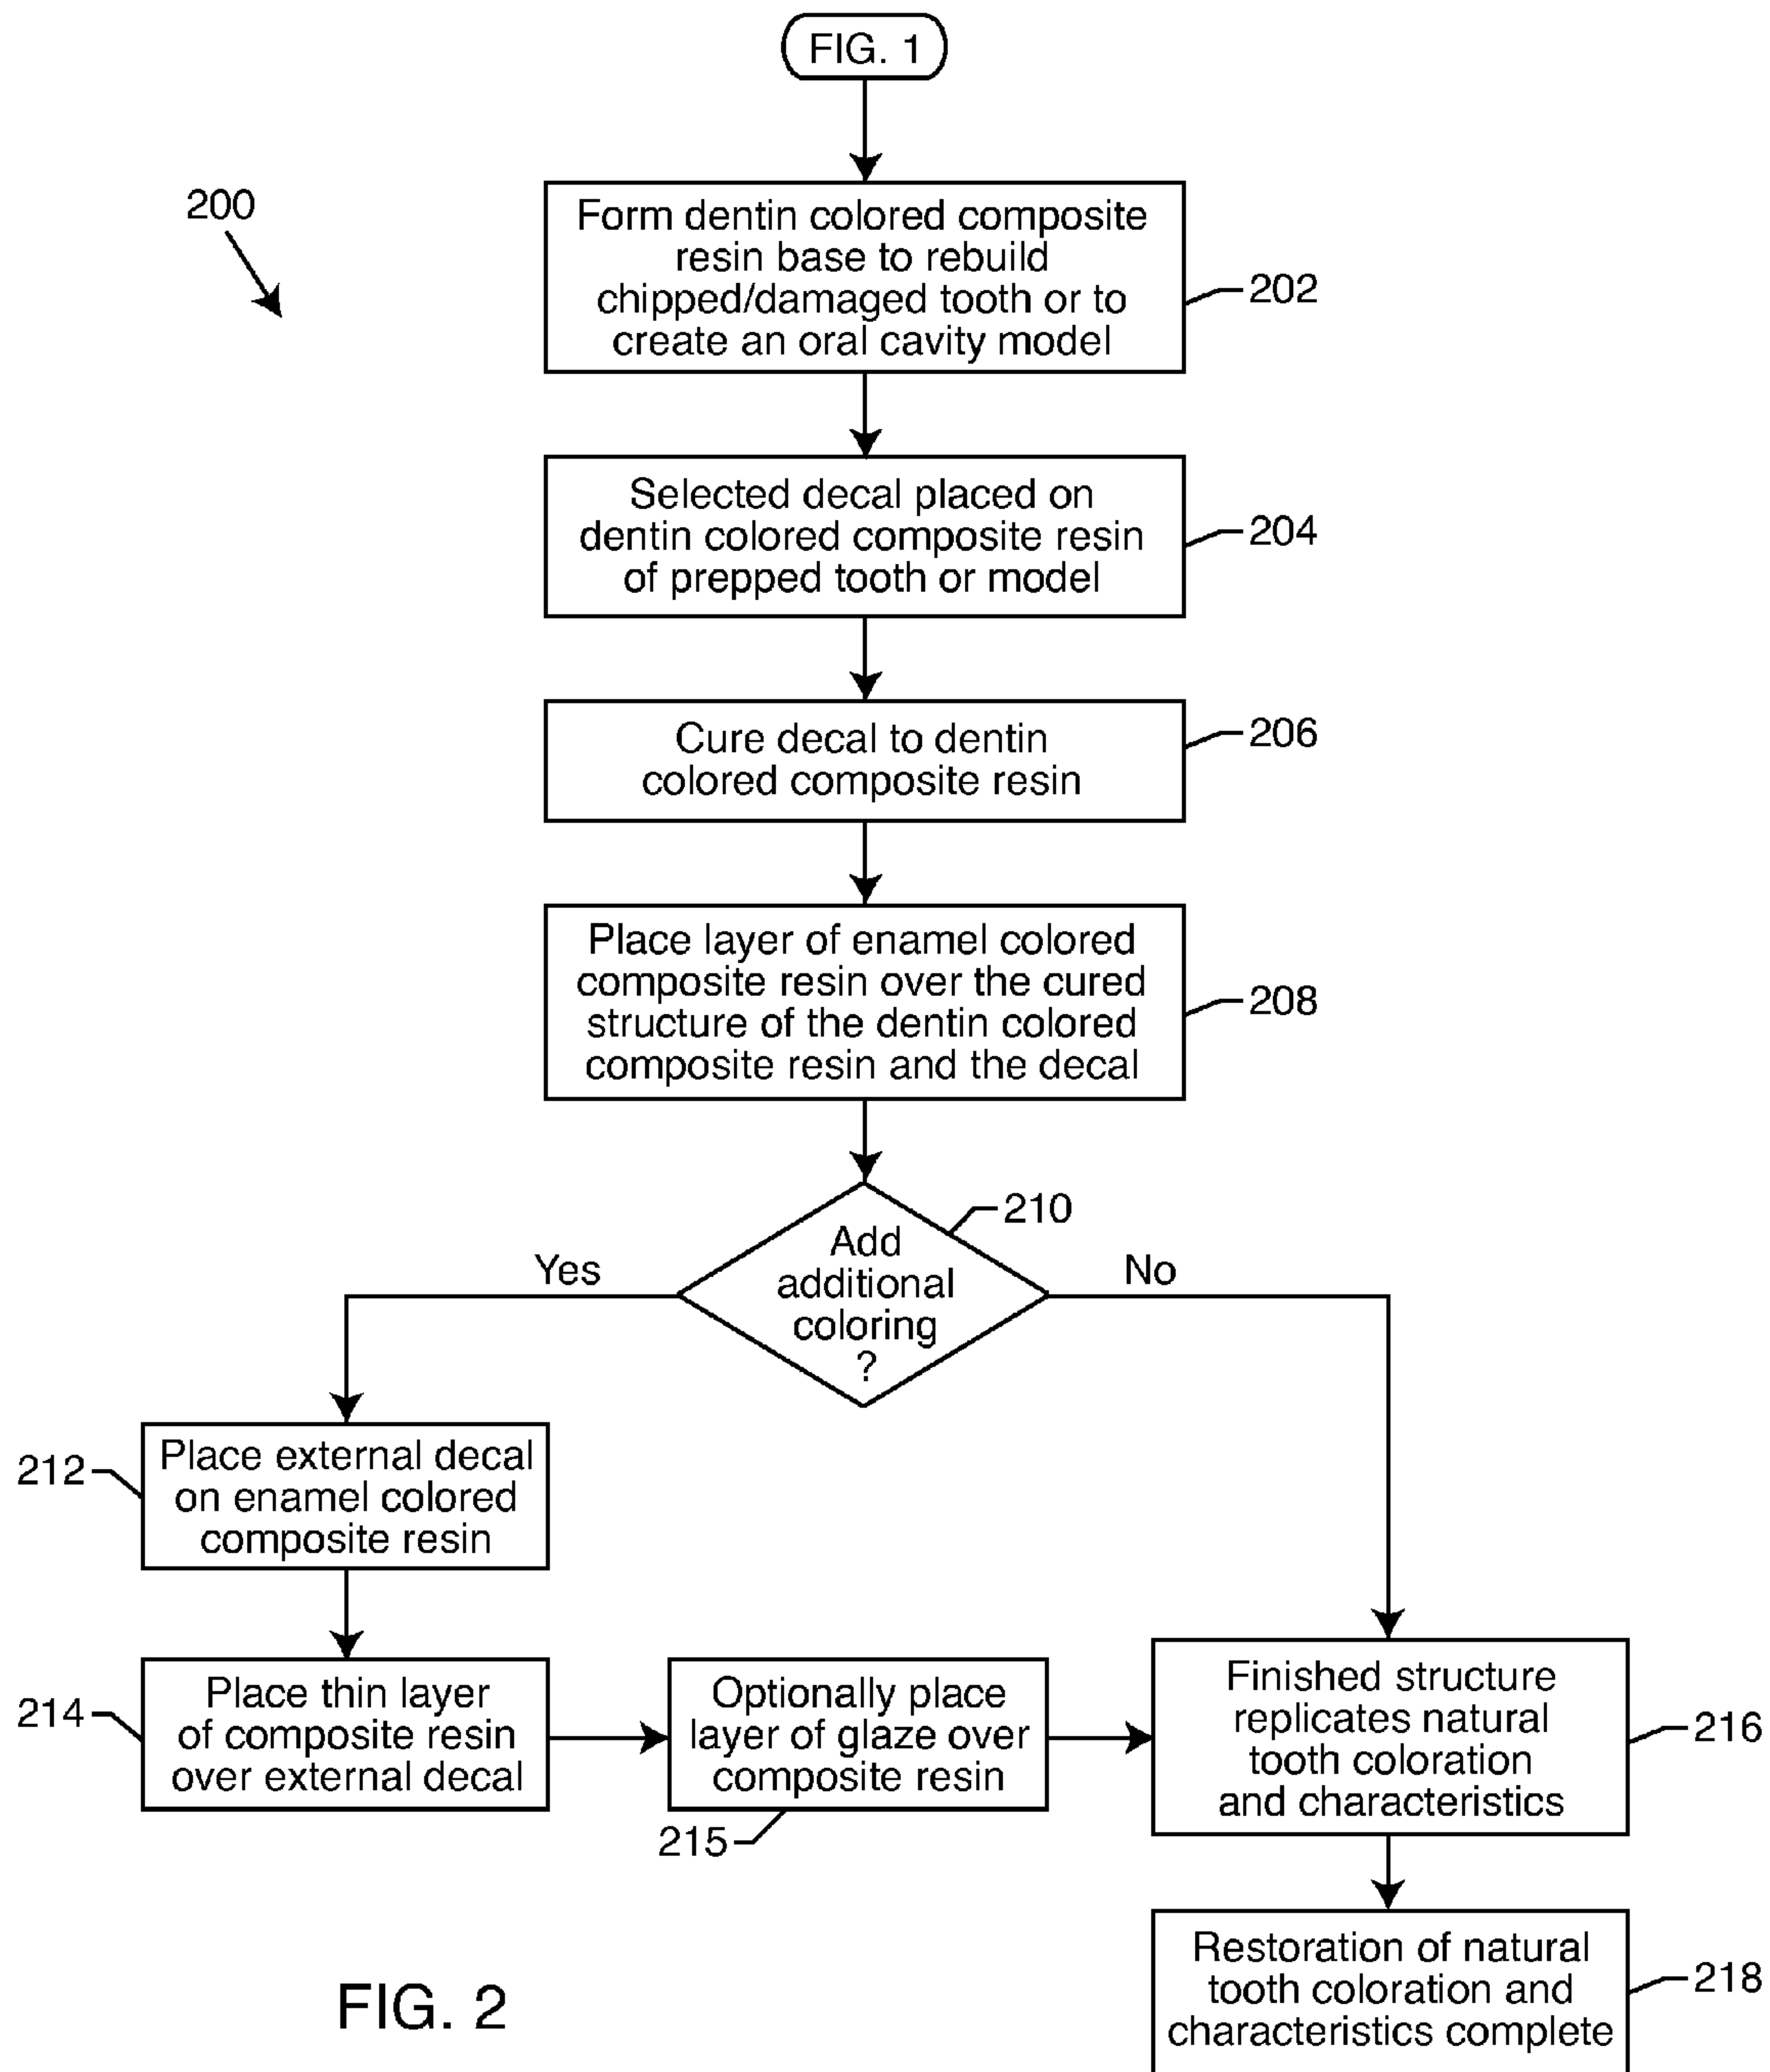 FIG. 1
200
Form dentin colored composite
resin base to rebuild
chipped/damaged tooth or to
create an oral cavity model
202
Selected decal placed on
dentin colored composite resin
of prepped tooth or model
204
Cure decal to dentin
colored composite resin
206
Place layer of enamel colored
composite resin over the cured
structure of the dentin colored
composite resin and the decal
208
Add
additional
coloring
?
210
Yes
No
Place external decal
on enamel colored
composite resin
212
Place thin layer
of composite resin
over external decal
214
Optionally place
layer of glaze over
composite resin
215
Finished structure
replicates natural
tooth coloration
and characteristics
216
Restoration of natural
tooth coloration and
characteristics complete
218
FIG. 2